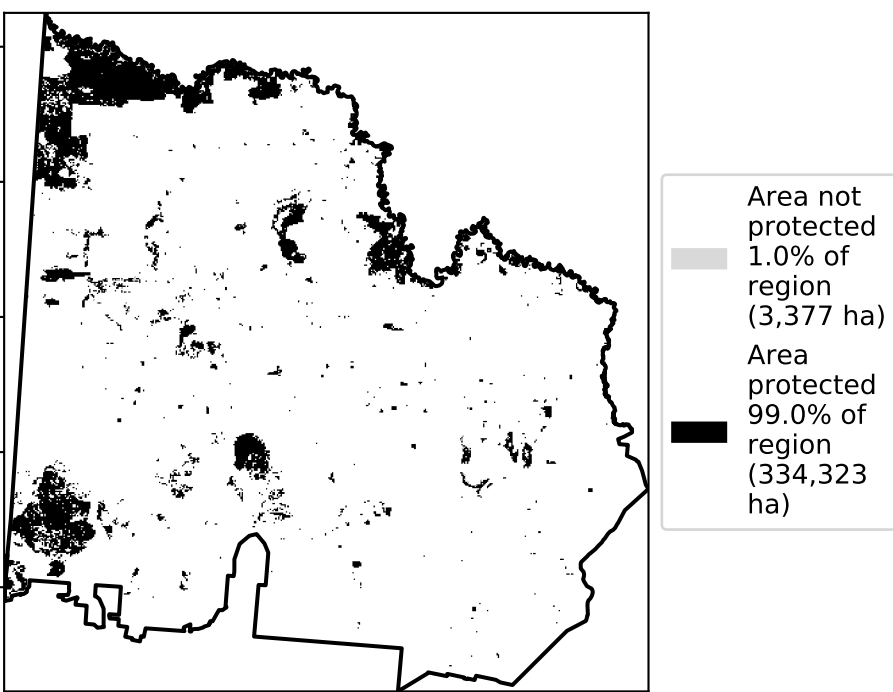 Area not
protected
1.0% of
region
(3,377 ha)
Area
protected
99.0% of
region
(334,323
ha)